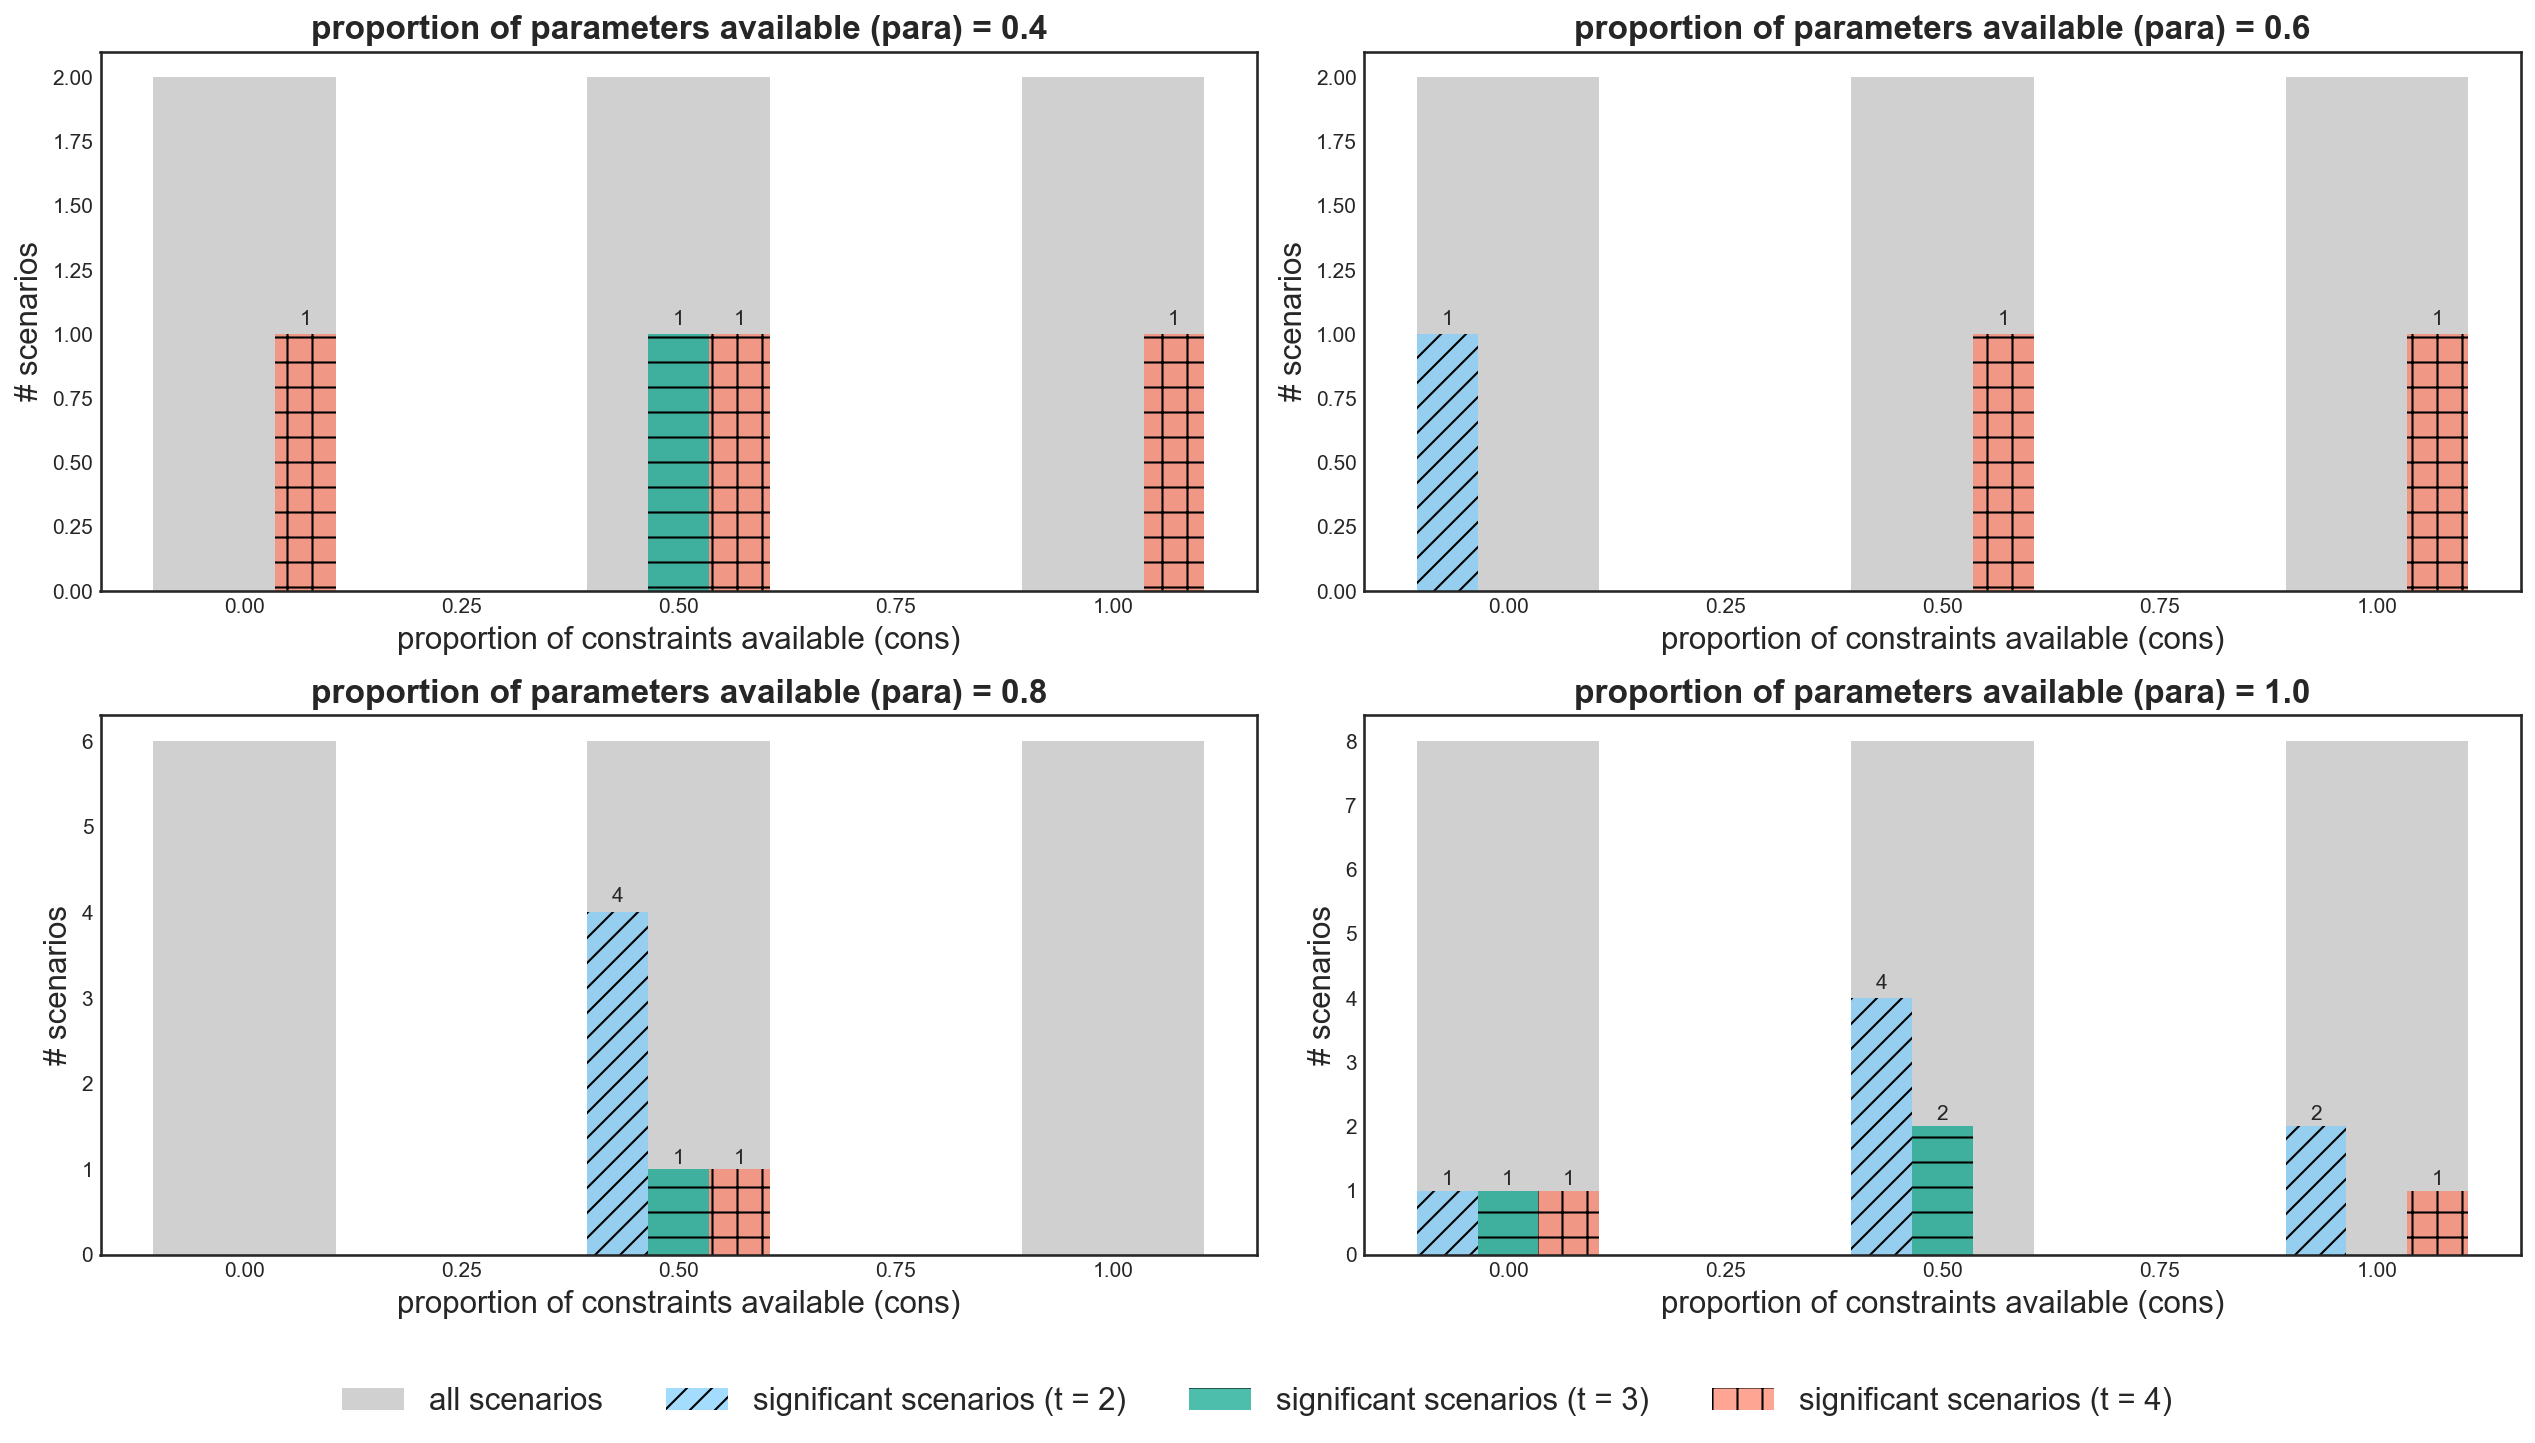 proportion of parameters available (para) = 0.4
# scenarios
2.00
1.75
1.50
1.25
1.00
0.75
0.50
0.25
0.00
1
1
1
1
0.00 0.25 0.50 0.75 1.00
proportion of constraints available (cons)
proportion of parameters available (para) = 0.6
# scenarios
2.00
1.75
1.50
1.25
1.00
0.75
0.50
0.25
0.00
1
1
1
0.00 0.25 0.50 0.75 1.00
proportion of constraints available (cons)
proportion of parameters available (para) = 0.8
# scenarios
6
5
4
3
2
1
0
4
1
1
0.00 0.25 0.50 0.75 1.00
proportion of constraints available (cons)
proportion of parameters available (para) = 1.0
# scenarios
8
7
6
5
4
3
2
1
0
1
1
1
4
2
2
1
0.00 0.25 0.50 0.75 1.00
proportion of constraints available (cons)
all scenarios
significant scenarios (t = 2)
significant scenarios (t = 3)
significant scenarios (t = 4)